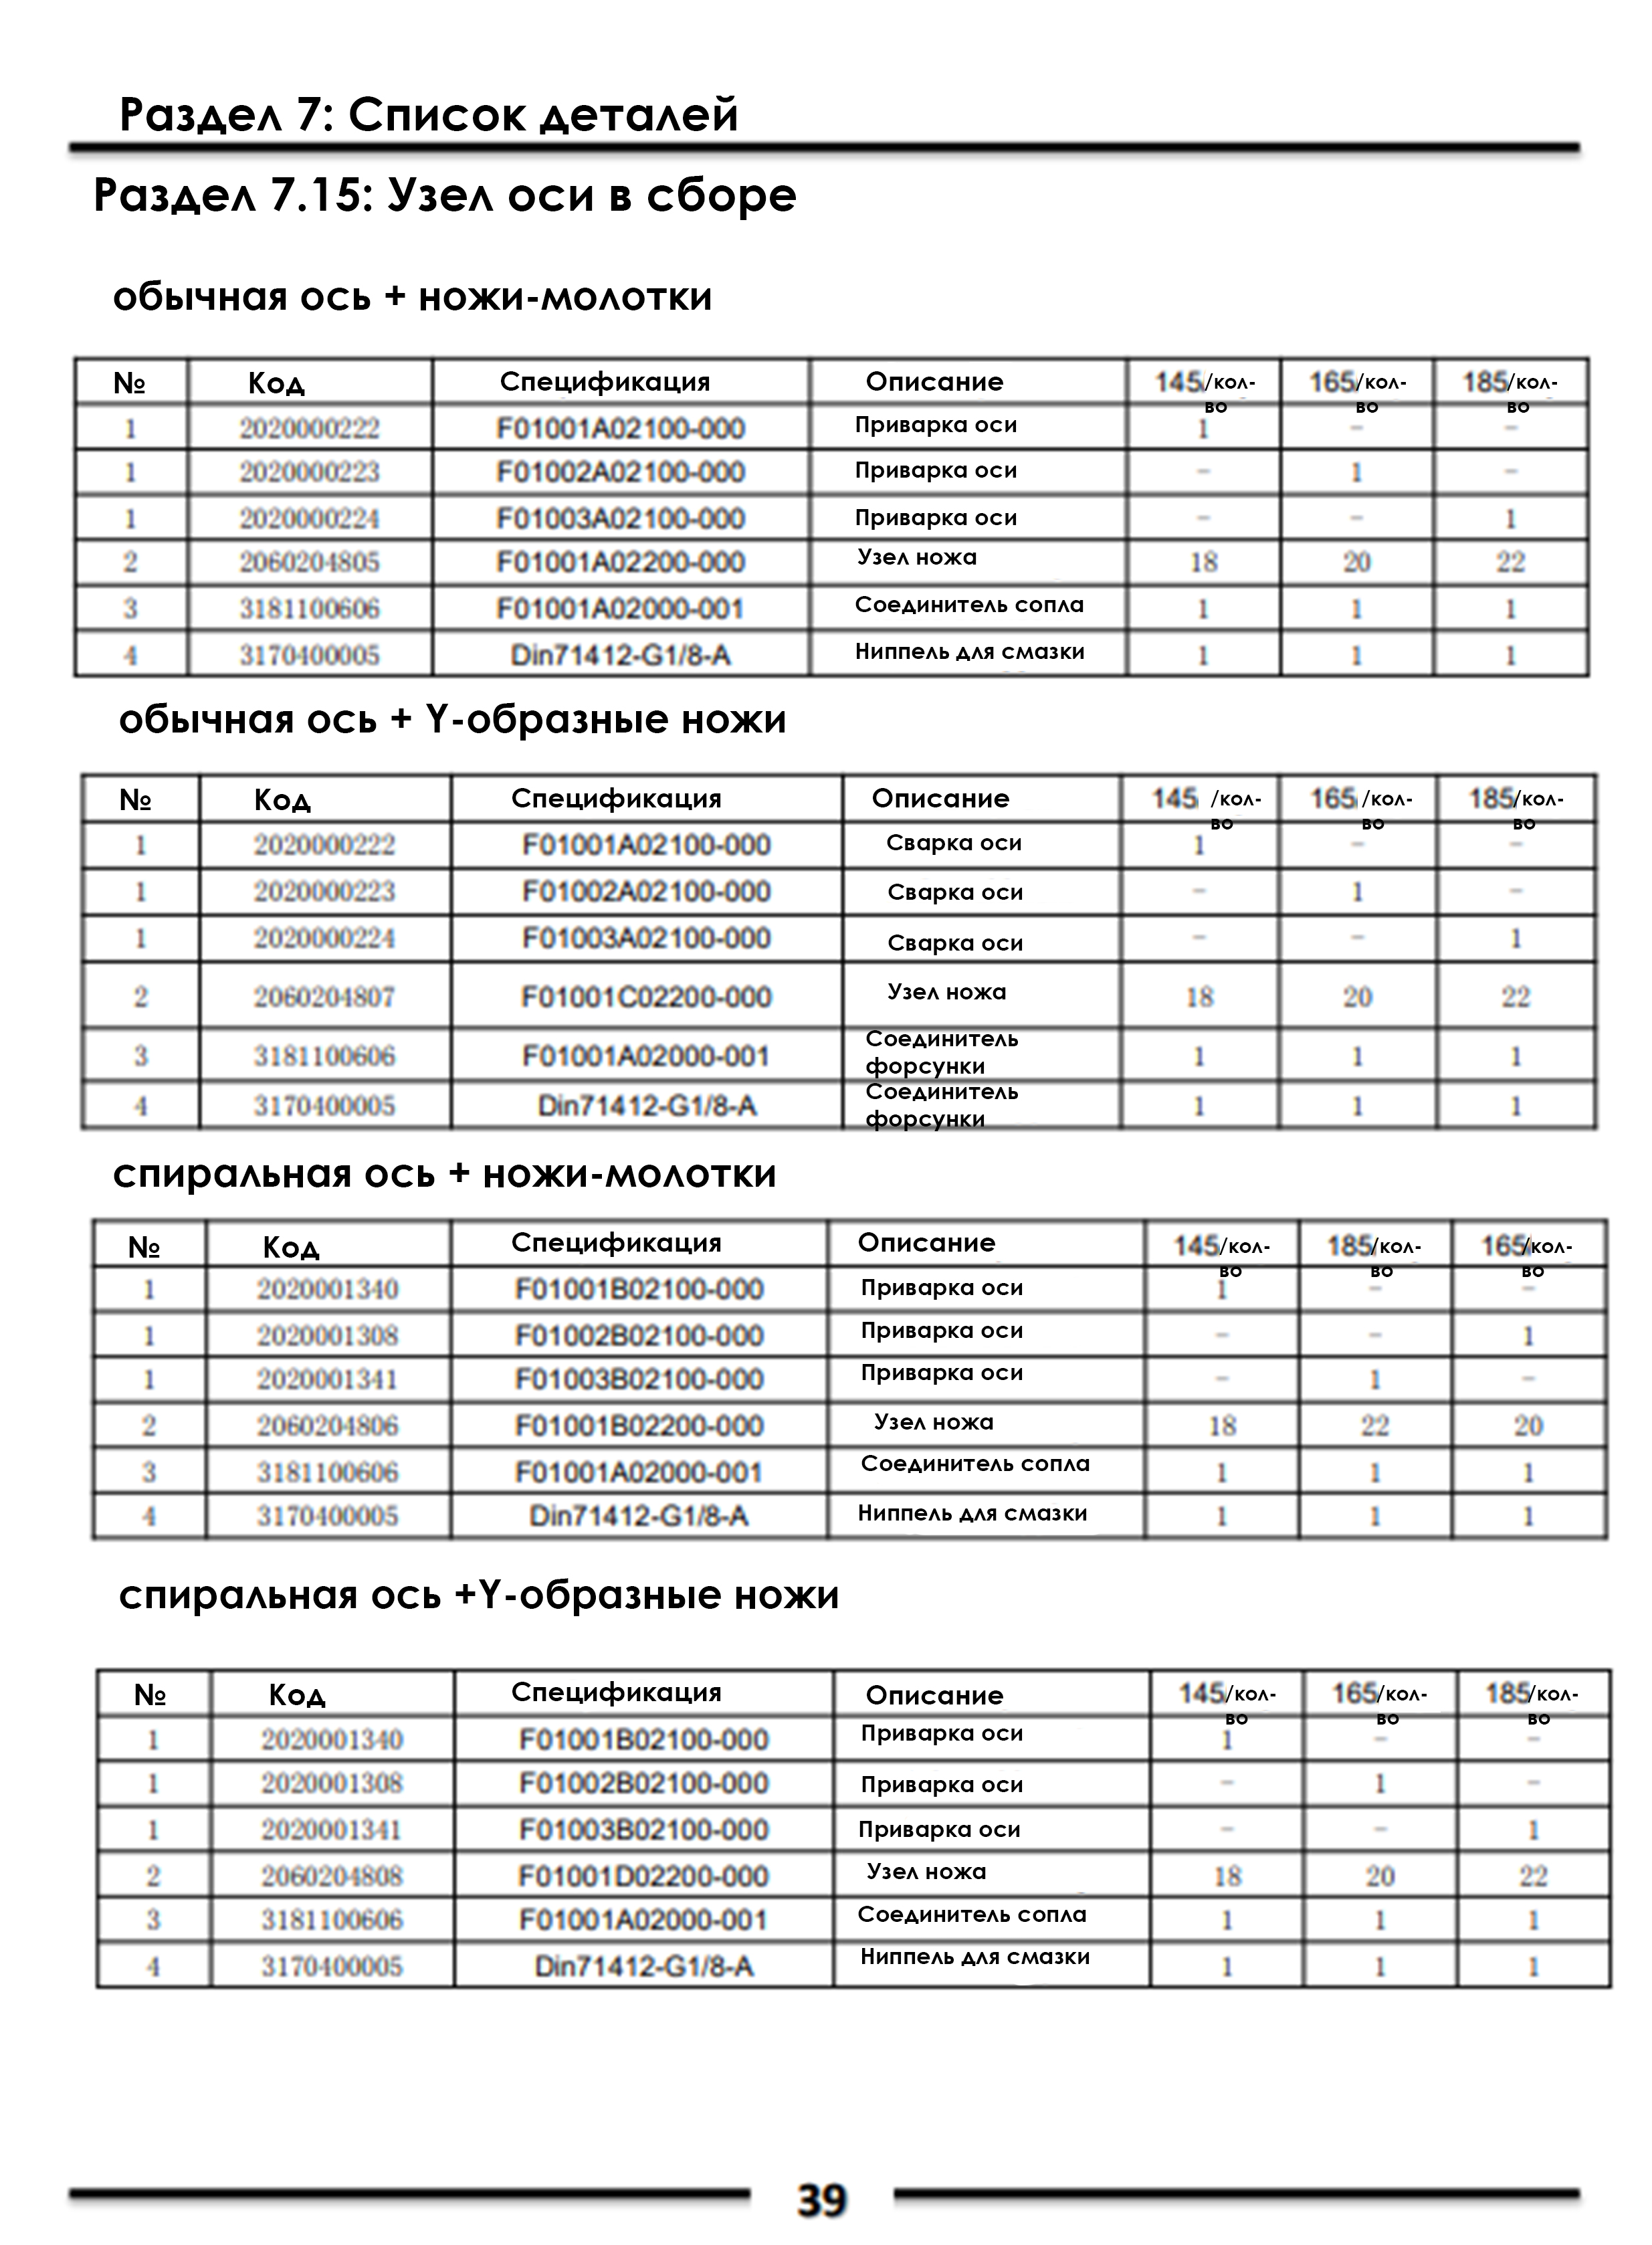 Раздел 7: Список деталей
Раздел 7.15: Узел оси в сборе
обычная ось + ножи-молотки
№ Код Спецификация Описание 145/кол-во 165/кол-во 185/кол-во
1 2020000222 F01001A02100-000 Приварка оси 1 – –
1 2020000223 F01002A02100-000 Приварка оси – 1 –
1 2020000224 F01003A02100-000 Приварка оси – – 1
2 2060204805 F01001A02200-000 Узел ножа 18 20 22
3 3181100606 F01001A02000-001 Соединитель сопла 1 1 1
4 3170400005 Din71412-G1/8-A Ниппель для смазки 1 1 1
обычная ось + Y-образные ножи
№ Код Спецификация Описание 145 /кол-во 165 /кол-во 185/кол-во
1 2020000222 F01001A02100-000 Сварка оси 1 – –
1 2020000223 F01002A02100-000 Сварка оси – 1 –
1 2020000224 F01003A02100-000 Сварка оси – – 1
2 2060204807 F01001C02200-000 Узел ножа 18 20 22
3 3181100606 F01001A02000-001 Соединитель форсунки 1 1 1
4 3170400005 Din71412-G1/8-A Соединитель форсунки 1 1 1
спиральная ось + ножи-молотки
№ Код Спецификация Описание 145/кол-во 185/кол-во 165/кол-во
1 2020001340 F01001B02100-000 Приварка оси 1 – –
1 2020001308 F01002B02100-000 Приварка оси – – 1
1 2020001341 F01003B02100-000 Приварка оси – 1 –
2 2060204806 F01001B02200-000 Узел ножа 18 22 20
3 3181100606 F01001A02000-001 Соединитель сопла 1 1 1
4 3170400005 Din71412-G1/8-A Ниппель для смазки 1 1 1
спиральная ось +Y-образные ножи
№ Код Спецификация Описание 145/кол-во 165/кол-во 185/кол-во
1 2020001340 F01001B02100-000 Приварка оси 1 – –
1 2020001308 F01002B02100-000 Приварка оси – 1 –
1 2020001341 F01003B02100-000 Приварка оси – – 1
2 2060204808 F01001D02200-000 Узел ножа 18 20 22
3 3181100606 F01001A02000-001 Соединитель сопла 1 1 1
4 3170400005 Din71412-G1/8-A Ниппель для смазки 1 1 1
39